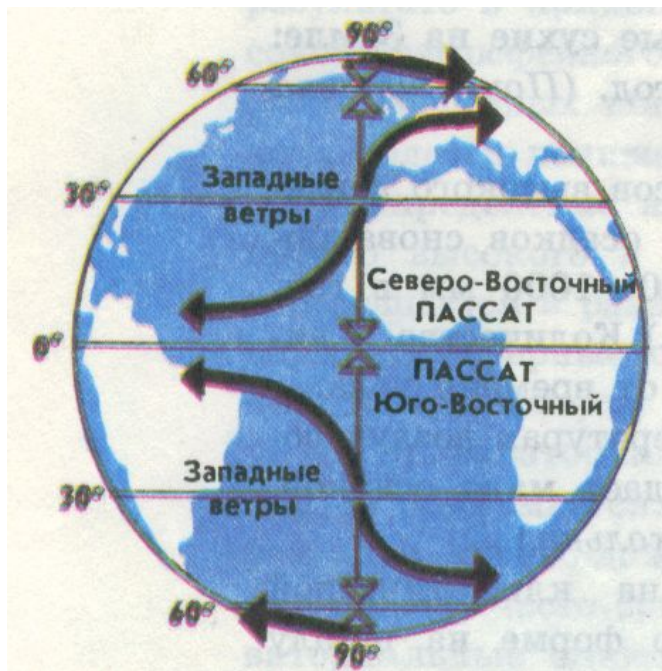 90°
60°
30°
Западные
ветры
Северо-Восточный
ПАССАТ
0°
ПАССАТ
Юго-Восточный
Западные
ветры
30°
60°
90°